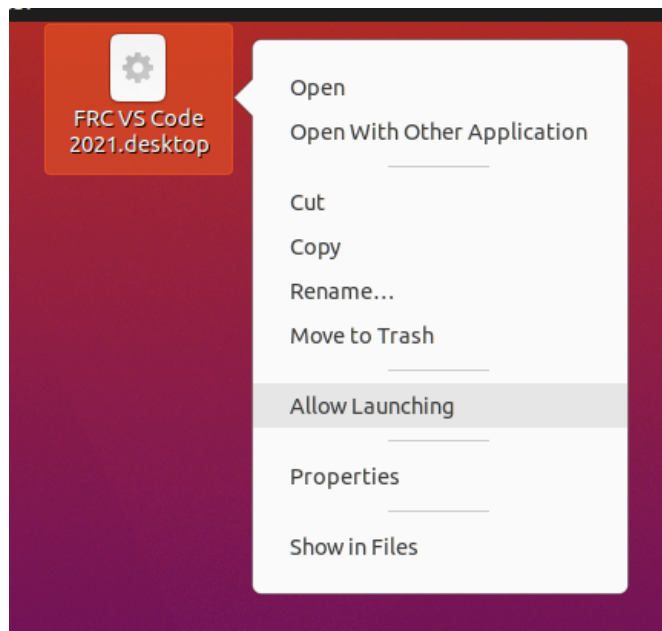 FRC VS Code
2021.desktop
Open
Open With Other Application
Cut
Copy
Rename…
Move to Trash
Allow Launching
Properties
Show in Files